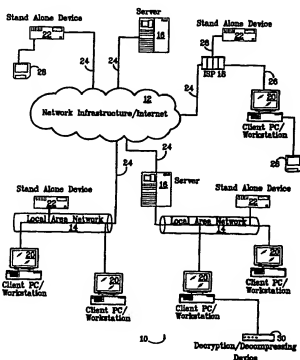 Stand Alone Device
22
28
24
Server
16
24
Stand Alone Device
22
26
ISP 18
24
26
20
Client PC/
Workstation
28
12
Network Infrastructure/Internet
24
24
Stand Alone Device
22
Local Area Network
14
20
Client PC/
Workstation
20
Client PC/
Workstation
16
Server
Stand Alone Device
22
Local Area Network
14
20
Client PC/
Workstation
20
Client PC/
Workstation
10
30
Decryption/Decompressing
Device